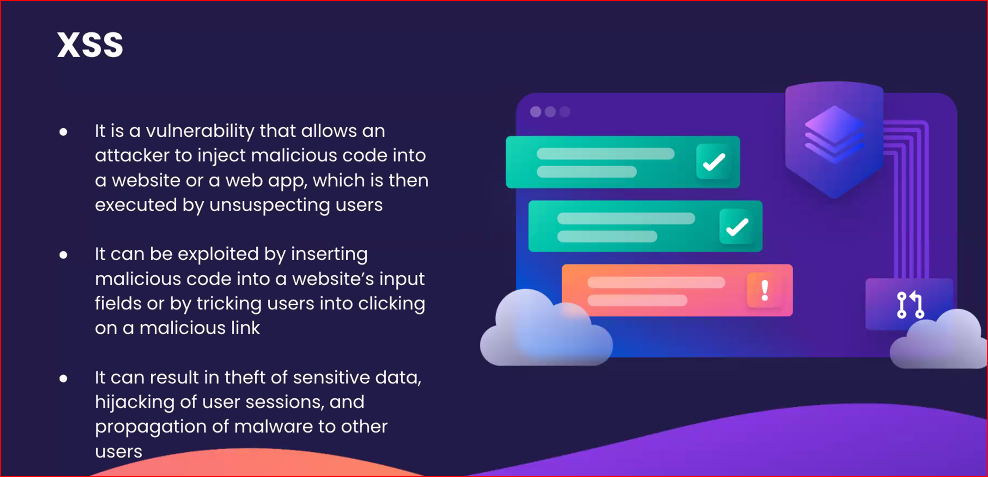 XSS
● It is a vulnerability that allows an
attacker to inject malicious code into
a website or a web app, which is then
executed by unsuspecting users
● It can be exploited by inserting
malicious code into a website’s input
fields or by tricking users into clicking
on a malicious link
● It can result in theft of sensitive data,
hijacking of user sessions, and
propagation of malware to other
users